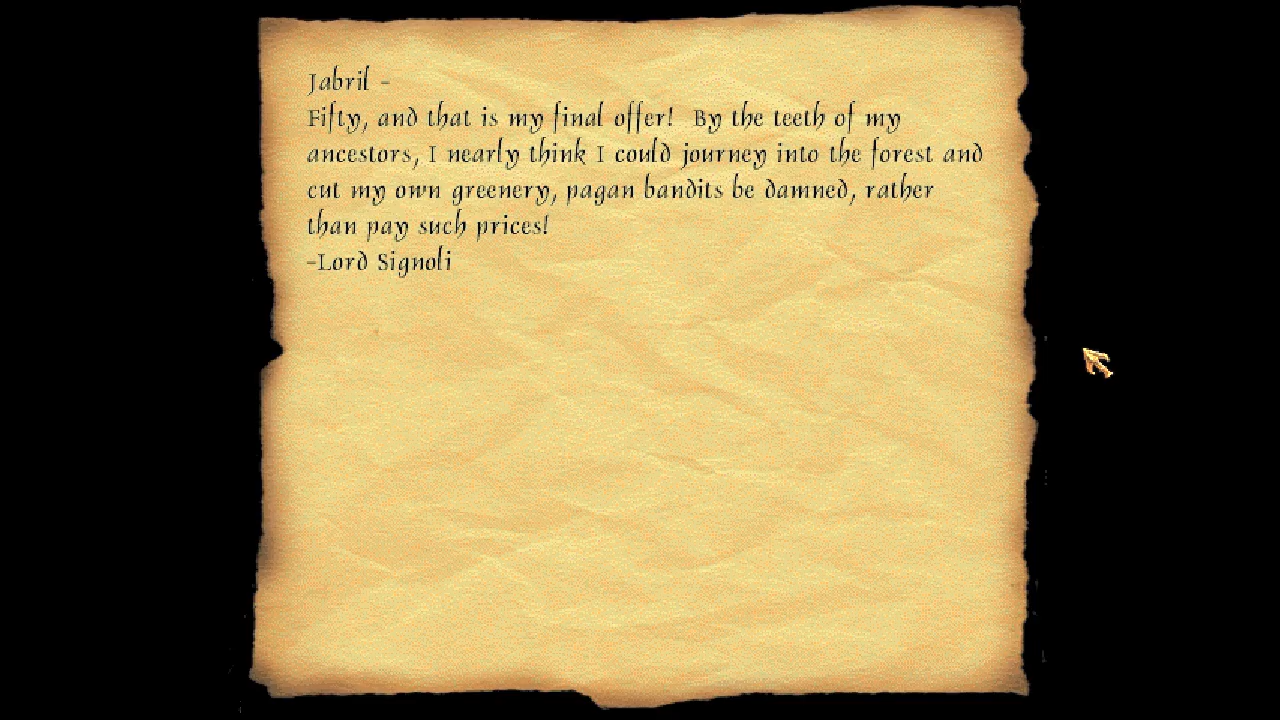 Jabril -
Fifty, and that is my final offer!  By the teeth of my
ancestors, I nearly think I could journey into the forest and
cut my own greenery, pagan bandits be damned, rather
than pay such prices!
-Lord Signoli